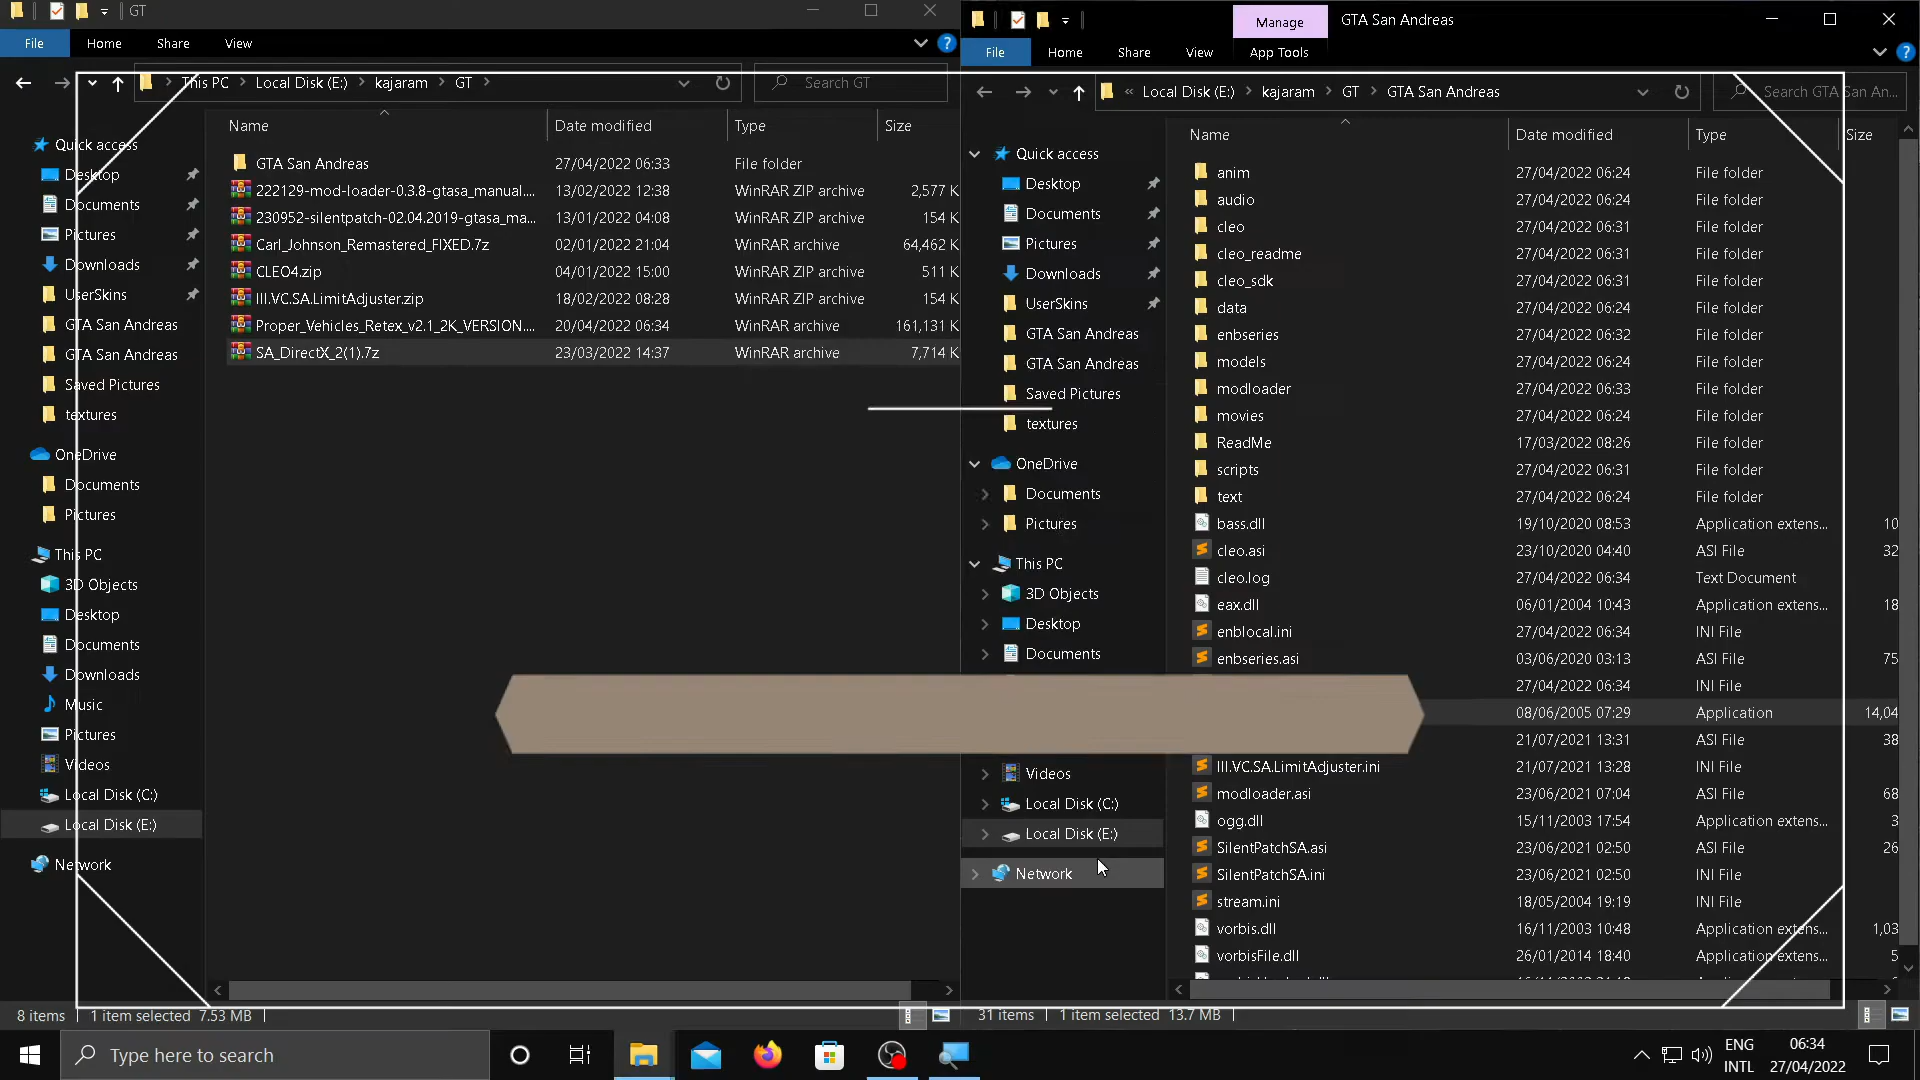 GT
File
Home
Share
View
This PC
Local Disk (E:)
kajaram
GT
Search GT
Name
Date modified
Type
Size
Quick access
Desktop
Documents
Pictures
Downloads
UserSkins
GTA San Andreas
GTA San Andreas
Saved Pictures
textures
OneDrive
Documents
Pictures
This PC
3D Objects
Desktop
Documents
Downloads
Music
Pictures
Videos
Local Disk (C:)
Local Disk (E:)
Network
GTA San Andreas 27/04/2022 06:33 File folder
222129-mod-loader-0.3.8-gtasa_manual.... 13/02/2022 12:38 WinRAR ZIP archive 2,577 K
230952-silentpatch-02.04.2019-gtasa_ma... 13/01/2022 04:08 WinRAR ZIP archive 154 K
Carl_Johnson_Remastered_FIXED.7z 02/01/2022 21:04 WinRAR archive 64,462 K
CLEO4.zip 04/01/2022 15:00 WinRAR ZIP archive 511 K
III.VC.SA.LimitAdjuster.zip 18/02/2022 08:28 WinRAR ZIP archive 154 K
Proper_Vehicles_Retex_v2.1_2K_VERSION.... 20/04/2022 06:34 WinRAR archive 161,131 K
SA_DirectX_2(1).7z 23/03/2022 14:37 WinRAR archive 7,714 K
8 items
1 item selected 7.53 MB
Manage
GTA San Andreas
File
Home
Share
View
App Tools
« Local Disk (E:)
kajaram
GT
GTA San Andreas
Search GTA San An...
Name
Date modified
Type
Size
Quick access
Desktop
Documents
Pictures
Downloads
UserSkins
GTA San Andreas
GTA San Andreas
Saved Pictures
textures
OneDrive
Documents
Pictures
This PC
3D Objects
Desktop
Documents
Videos
Local Disk (C:)
Local Disk (E:)
Network
anim 27/04/2022 06:24 File folder
audio 27/04/2022 06:24 File folder
cleo 27/04/2022 06:31 File folder
cleo_readme 27/04/2022 06:31 File folder
cleo_sdk 27/04/2022 06:31 File folder
data 27/04/2022 06:24 File folder
enbseries 27/04/2022 06:32 File folder
models 27/04/2022 06:24 File folder
modloader 27/04/2022 06:33 File folder
movies 27/04/2022 06:24 File folder
ReadMe 17/03/2022 08:26 File folder
scripts 27/04/2022 06:31 File folder
text 27/04/2022 06:24 File folder
bass.dll 19/10/2020 08:53 Application extens... 10
cleo.asi 23/10/2020 04:40 ASI File 32
cleo.log 27/04/2022 06:34 Text Document
eax.dll 06/01/2004 10:43 Application extens... 18
enblocal.ini 27/04/2022 06:34 INI File
enbseries.asi 03/06/2020 03:13 ASI File 75
27/04/2022 06:34 INI File
08/06/2005 07:29 Application 14,04
21/07/2021 13:31 ASI File 38
III.VC.SA.LimitAdjuster.ini 21/07/2021 13:28 INI File
modloader.asi 23/06/2021 07:04 ASI File 68
ogg.dll 15/11/2003 17:54 Application extens... 3
SilentPatchSA.asi 23/06/2021 02:50 ASI File 26
SilentPatchSA.ini 23/06/2021 02:50 INI File
stream.ini 18/05/2004 19:19 INI File
vorbis.dll 16/11/2003 10:48 Application extens... 1,03
vorbisFile.dll 26/01/2014 18:40 Application extens... 5
31 items
1 item selected 13.7 MB
Type here to search
ENG
INTL
06:34
27/04/2022